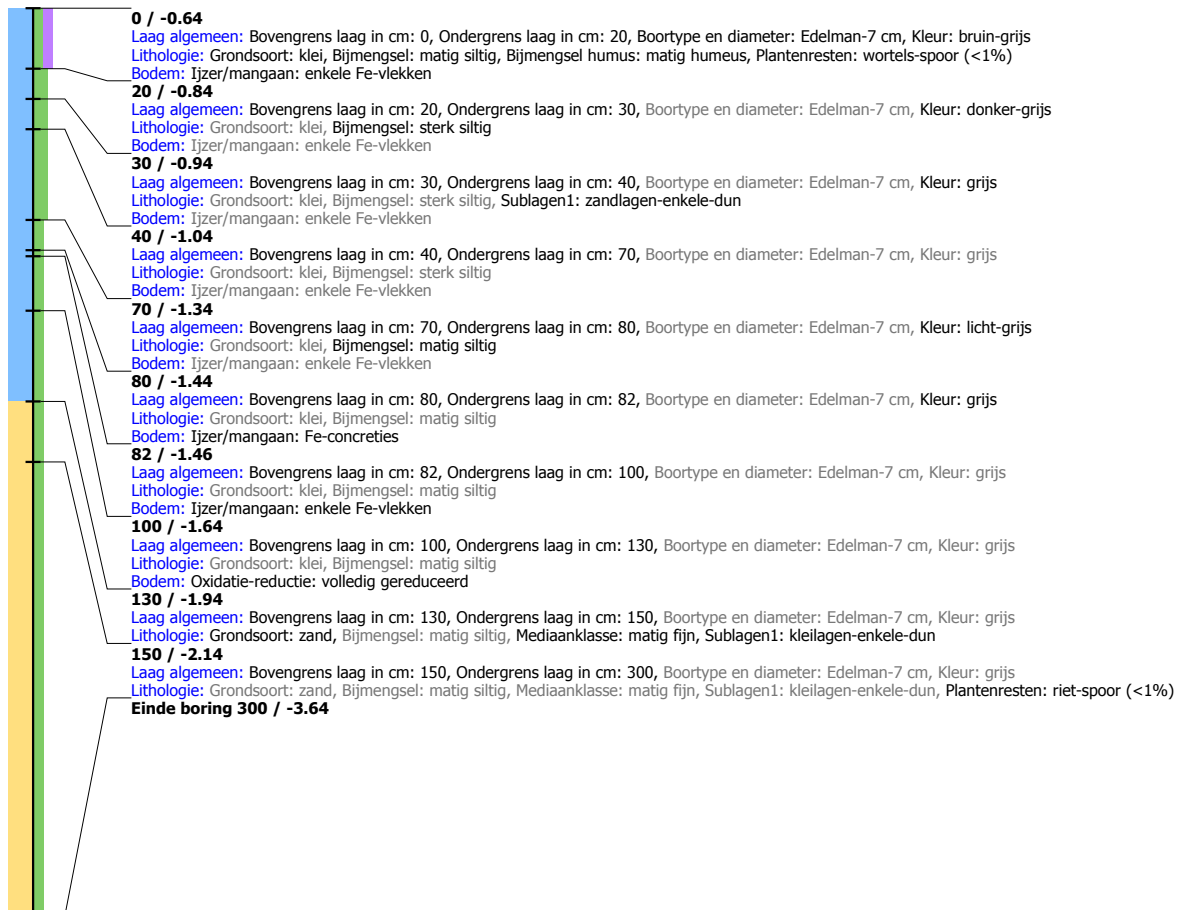 0 / -0.64
Laag algemeen: Bovengrens laag in cm: 0, Ondergrens laag in cm: 20, Boortype en diameter: Edelman-7 cm, Kleur: bruin-grijs
Lithologie: Grondsoort: klei, Bijmengsel: matig siltig, Bijmengsel humus: matig humeus, Plantenresten: wortels-spoor (<1%)
Bodem: Ijzer/mangaan: enkele Fe-vlekken
20 / -0.84
Laag algemeen: Bovengrens laag in cm: 20, Ondergrens laag in cm: 30, Boortype en diameter: Edelman-7 cm, Kleur: donker-grijs
Lithologie: Grondsoort: klei, Bijmengsel: sterk siltig
Bodem: Ijzer/mangaan: enkele Fe-vlekken
30 / -0.94
Laag algemeen: Bovengrens laag in cm: 30, Ondergrens laag in cm: 40, Boortype en diameter: Edelman-7 cm, Kleur: grijs
Lithologie: Grondsoort: klei, Bijmengsel: sterk siltig, Sublagen1: zandlagen-enkele-dun
Bodem: Ijzer/mangaan: enkele Fe-vlekken
40 / -1.04
Laag algemeen: Bovengrens laag in cm: 40, Ondergrens laag in cm: 70, Boortype en diameter: Edelman-7 cm, Kleur: grijs
Lithologie: Grondsoort: klei, Bijmengsel: sterk siltig
Bodem: Ijzer/mangaan: enkele Fe-vlekken
70 / -1.34
Laag algemeen: Bovengrens laag in cm: 70, Ondergrens laag in cm: 80, Boortype en diameter: Edelman-7 cm, Kleur: licht-grijs
Lithologie: Grondsoort: klei, Bijmengsel: matig siltig
Bodem: Ijzer/mangaan: enkele Fe-vlekken
80 / -1.44
Laag algemeen: Bovengrens laag in cm: 80, Ondergrens laag in cm: 82, Boortype en diameter: Edelman-7 cm, Kleur: grijs
Lithologie: Grondsoort: klei, Bijmengsel: matig siltig
Bodem: Ijzer/mangaan: Fe-concreties
82 / -1.46
Laag algemeen: Bovengrens laag in cm: 82, Ondergrens laag in cm: 100, Boortype en diameter: Edelman-7 cm, Kleur: grijs
Lithologie: Grondsoort: klei, Bijmengsel: matig siltig
Bodem: Ijzer/mangaan: enkele Fe-vlekken
100 / -1.64
Laag algemeen: Bovengrens laag in cm: 100, Ondergrens laag in cm: 130, Boortype en diameter: Edelman-7 cm, Kleur: grijs
Lithologie: Grondsoort: klei, Bijmengsel: matig siltig
Bodem: Oxidatie-reductie: volledig gereduceerd
130 / -1.94
Laag algemeen: Bovengrens laag in cm: 130, Ondergrens laag in cm: 150, Boortype en diameter: Edelman-7 cm, Kleur: grijs
Lithologie: Grondsoort: zand, Bijmengsel: matig siltig, Mediaanklasse: matig fijn, Sublagen1: kleilagen-enkele-dun
150 / -2.14
Laag algemeen: Bovengrens laag in cm: 150, Ondergrens laag in cm: 300, Boortype en diameter: Edelman-7 cm, Kleur: grijs
Lithologie: Grondsoort: zand, Bijmengsel: matig siltig, Mediaanklasse: matig fijn, Sublagen1: kleilagen-enkele-dun, Plantenresten: riet-spoor (<1%)
Einde boring 300 / -3.64